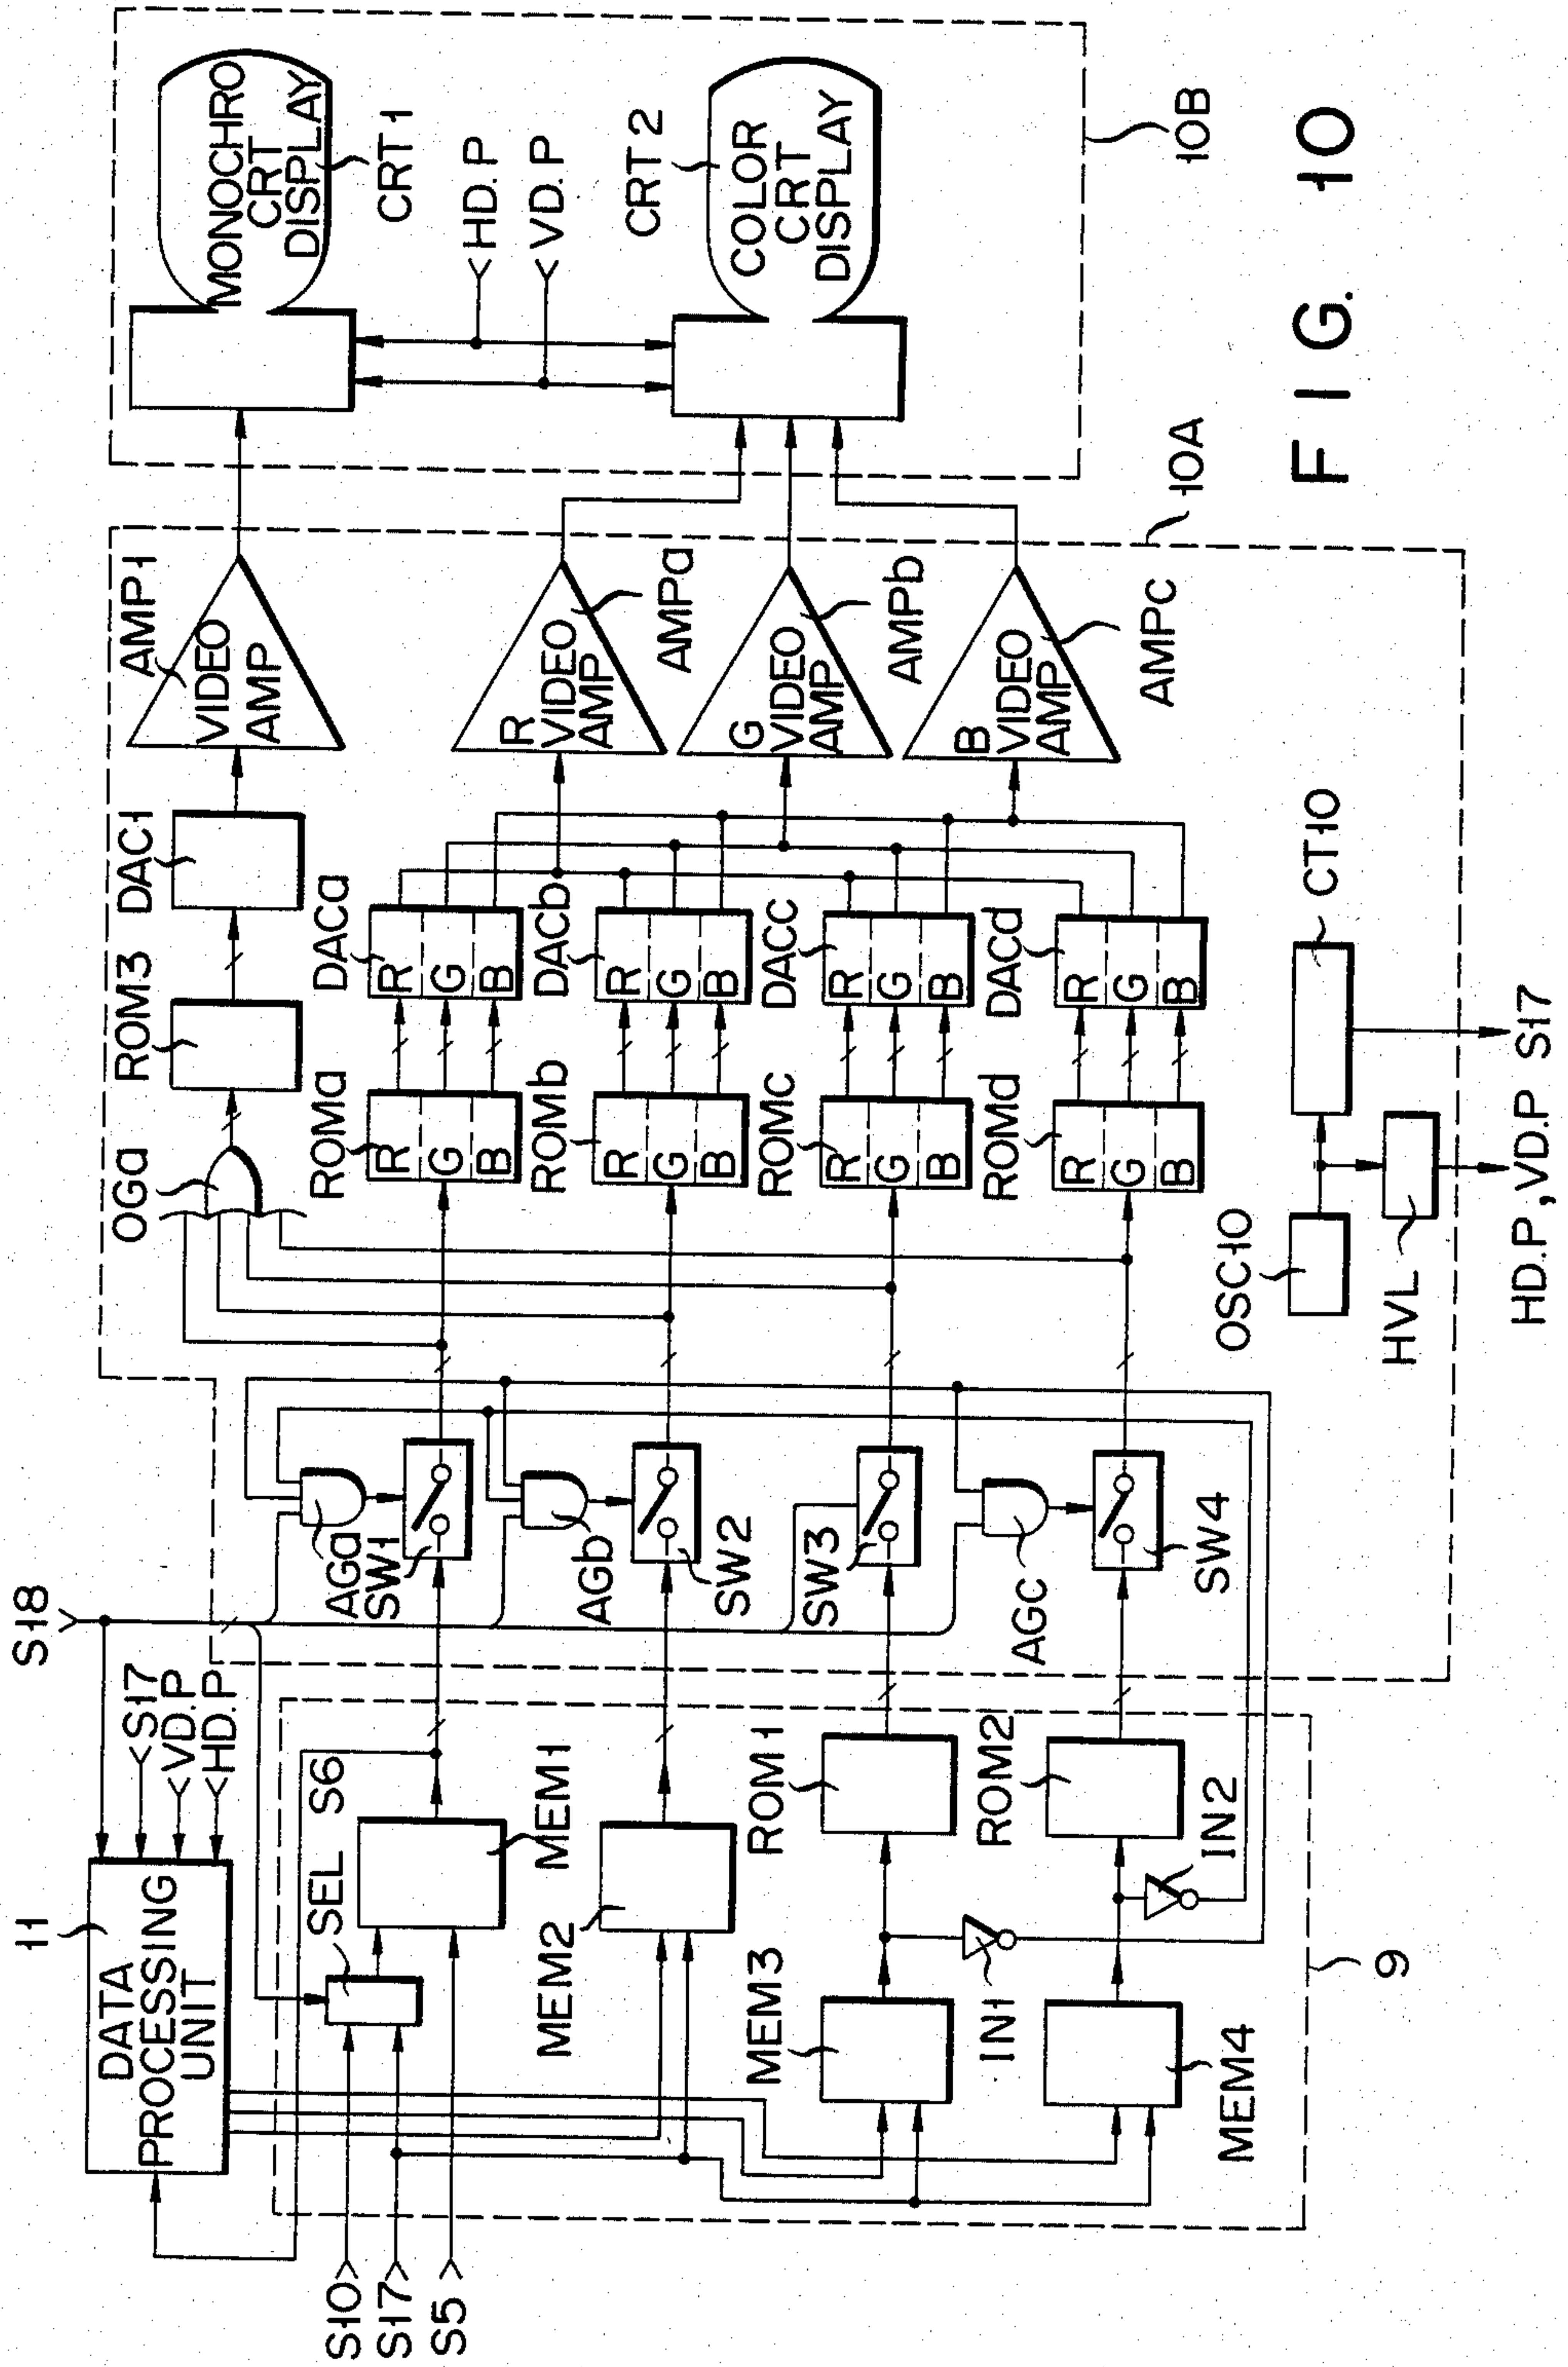 S18
11
DATA
PROCESSING
UNIT
S17
VD.P
HD.P
S10
S17
S5
SEL
S6
MEM1
MEM2
MEM3
MEM4
ROM1
ROM2
IN1
IN2
9
AGa
SW1
AGb
SW2
SW3
AGC
SW4
OGa
ROM3
DAC1
AMP1
VIDEO
AMP
ROMa
R
G
B
DACa
R
G
B
ROMb
R
G
B
DACb
R
G
B
ROMc
R
G
B
DACC
R
G
B
ROMd
R
G
B
DACd
R
G
B
R
VIDEO
AMP
AMPa
G
VIDEO
AMP
AMPb
B
VIDEO
AMP
AMPc
OSC10
CT10
HVL
HD.P,VD.P
S17
10A
MONOCHRO
CRT
DISPLAY
CRT1
HD.P
VD.P
CRT2
COLOR
CRT
DISPLAY
10B
FIG. 10